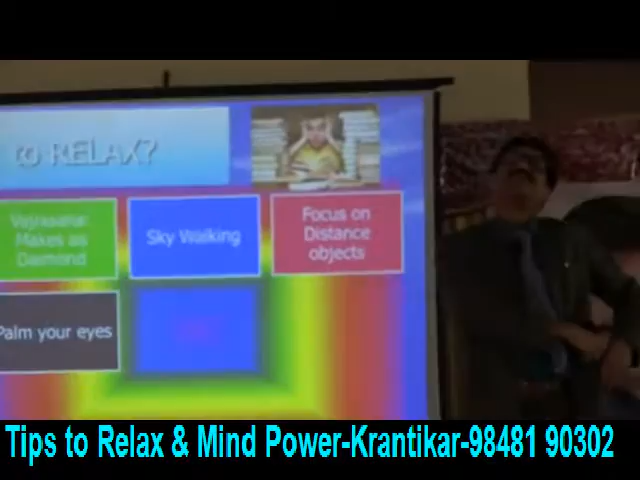 to RELAX?
Vajrasana:
Makes as
Daimond
Sky Walking
Focus on
Distance
objects
Palm your eyes
Tips to Relax & Mind Power-Krantikar-98481 90302